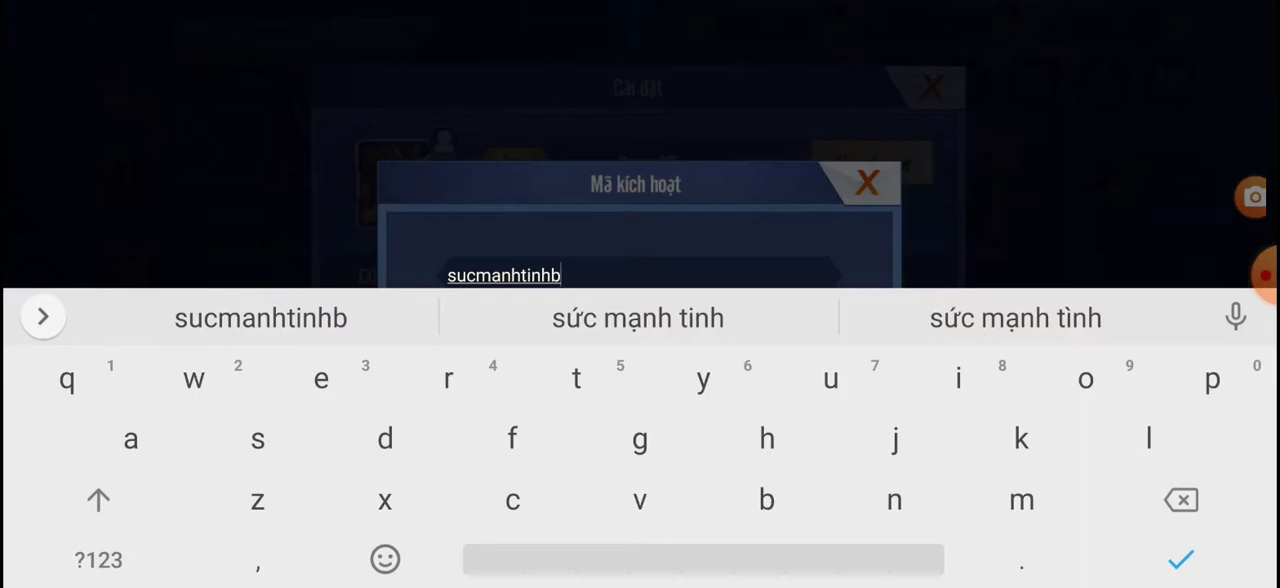 Cài đặt
X
Mã kích hoạt
X
sucmanhtinhb
sucmanhtinhb sức mạnh tinh sức mạnh tình
q 1 w 2 e 3 r 4 t 5 y 6 u 7 i 8 o 9 p 0
a s d f g h j k l
z x c v b n m
?123 , .